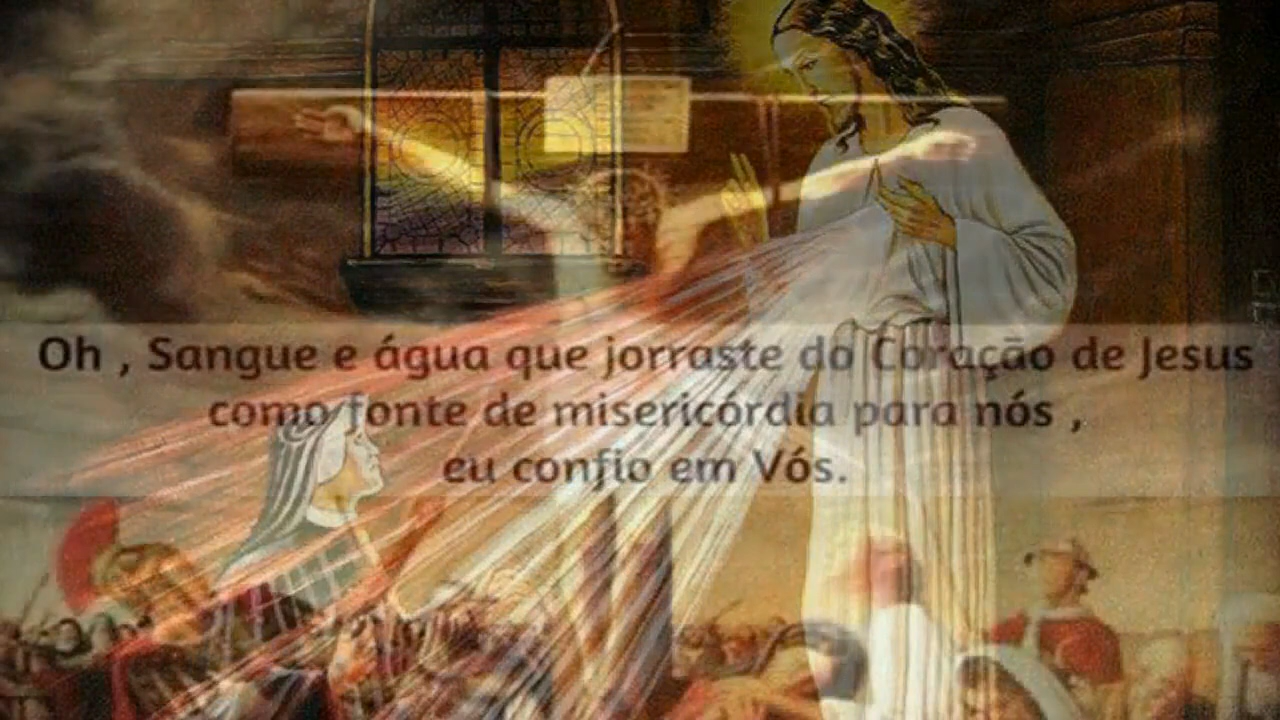 Oh , Sangue e água que jorraste do Coração de Jesus
como fonte de misericórdia para nós ,
eu confio em Vós.